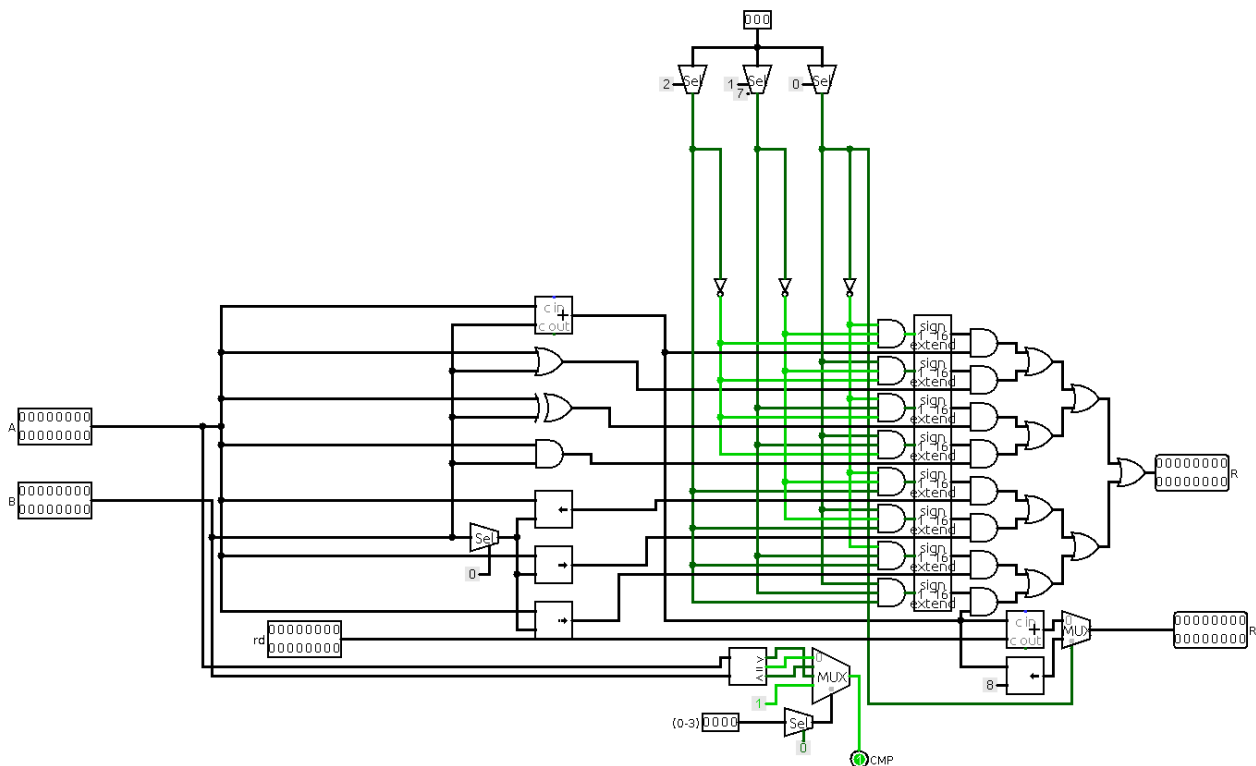 000
2 Sel 1 Sel 0 Sel
7
c in
+
c out
sign
1 16
extend
sign
1 16
extend
sign
1 16
extend
sign
1 16
extend
sign
1 16
extend
sign
1 16
extend
sign
1 16
extend
sign
1 16
extend
A 00000000
00000000
B 00000000
00000000
00000000 R
00000000
Sel
0
rd 00000000
00000000
c in
+
c out
0
MUX
00000000 R
00000000
8
>
=
<
0
MUX
1
(0-3) 0000 Sel
0
1 CMP